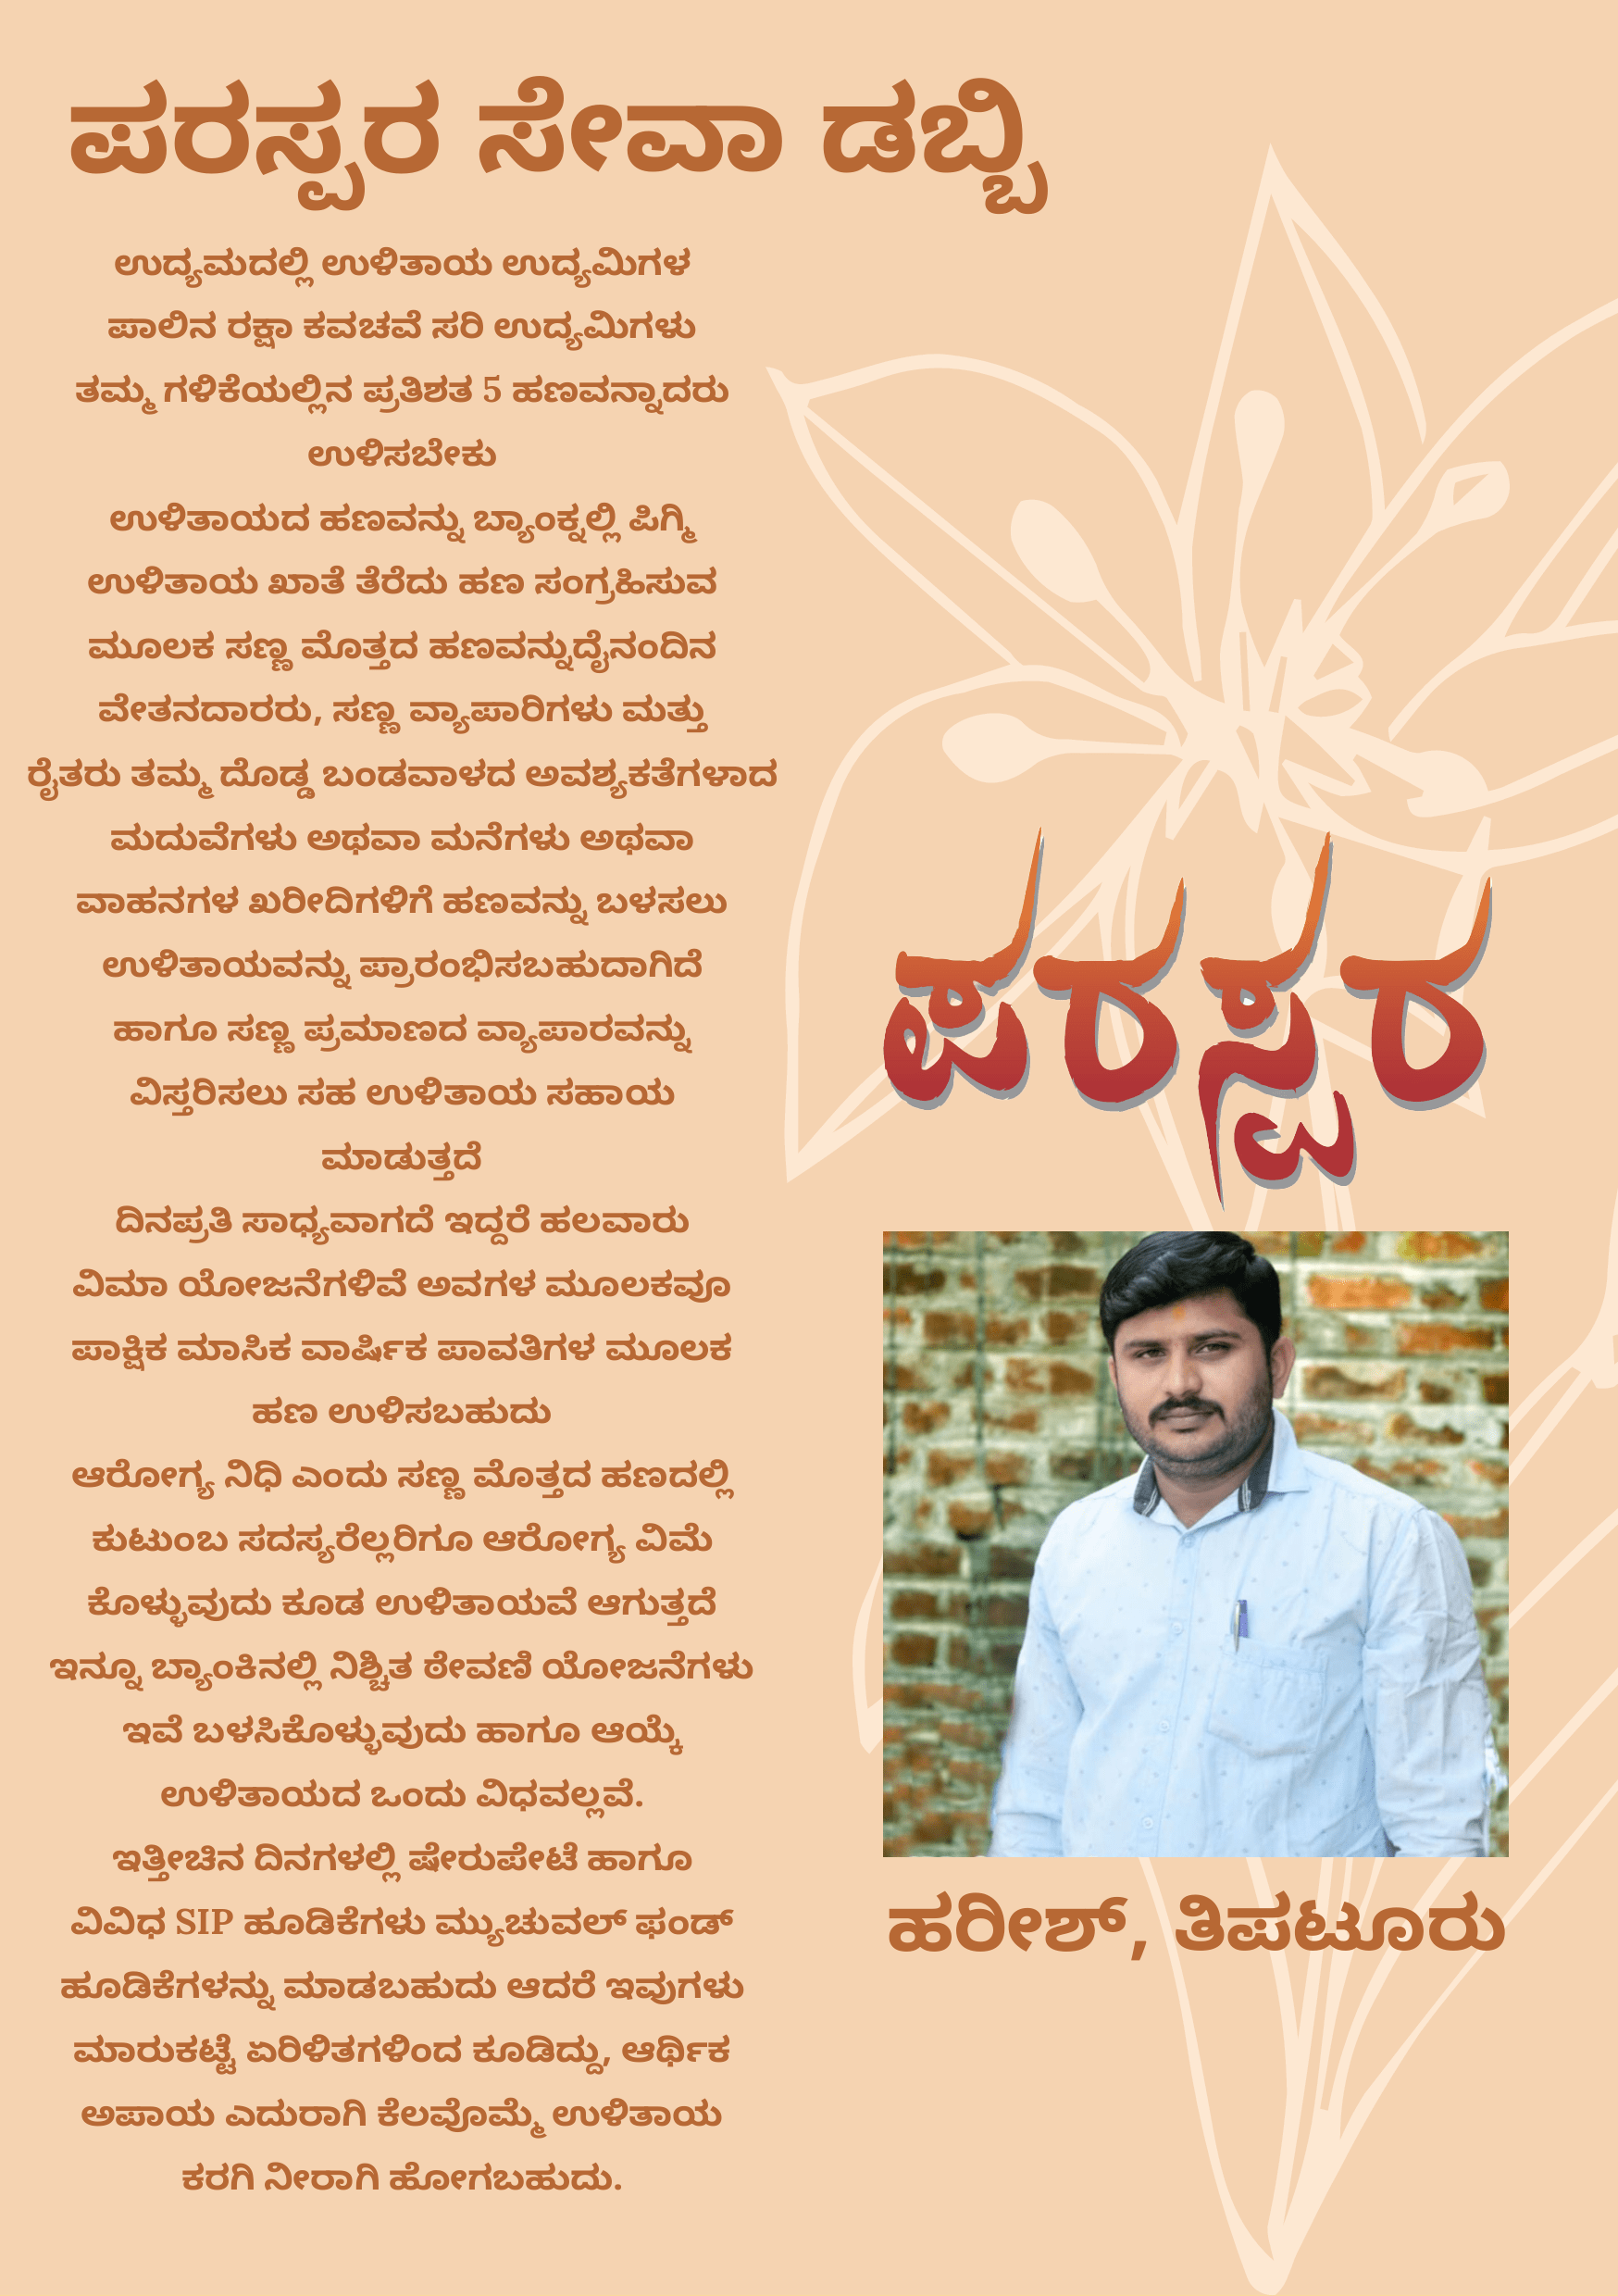 ಪರಸ್ಪರ ಸೇವಾ ಡಬ್ಬಿ
ಉದ್ಯಮದಲ್ಲಿ ಉಳಿತಾಯ ಉದ್ಯಮಿಗಳ
ಪಾಲಿನ ರಕ್ಷಾ ಕವಚವೆ ಸರಿ ಉದ್ಯಮಿಗಳು
ತಮ್ಮ ಗಳಿಕೆಯಲ್ಲಿನ ಪ್ರತಿಶತ 5 ಹಣವನ್ನಾದರು
ಉಳಿಸಬೇಕು
ಉಳಿತಾಯದ ಹಣವನ್ನು ಬ್ಯಾಂಕ್ನಲ್ಲಿ ಪಿಗ್ಮಿ
ಉಳಿತಾಯ ಖಾತೆ ತೆರೆದು ಹಣ ಸಂಗ್ರಹಿಸುವ
ಮೂಲಕ ಸಣ್ಣ ಮೊತ್ತದ ಹಣವನ್ನುದೈನಂದಿನ
ವೇತನದಾರರು, ಸಣ್ಣ ವ್ಯಾಪಾರಿಗಳು ಮತ್ತು
ರೈತರು ತಮ್ಮ ದೊಡ್ಡ ಬಂಡವಾಳದ ಅವಶ್ಯಕತೆಗಳಾದ
ಮದುವೆಗಳು ಅಥವಾ ಮನೆಗಳು ಅಥವಾ
ವಾಹನಗಳ ಖರೀದಿಗಳಿಗೆ ಹಣವನ್ನು ಬಳಸಲು
ಉಳಿತಾಯವನ್ನು ಪ್ರಾರಂಭಿಸಬಹುದಾಗಿದೆ
ಹಾಗೂ ಸಣ್ಣ ಪ್ರಮಾಣದ ವ್ಯಾಪಾರವನ್ನು
ವಿಸ್ತರಿಸಲು ಸಹ ಉಳಿತಾಯ ಸಹಾಯ
ಮಾಡುತ್ತದೆ
ದಿನಪ್ರತಿ ಸಾಧ್ಯವಾಗದೆ ಇದ್ದರೆ ಹಲವಾರು
ವಿಮಾ ಯೋಜನೆಗಳಿವೆ ಅವಗಳ ಮೂಲಕವೂ
ಪಾಕ್ಷಿಕ ಮಾಸಿಕ ವಾರ್ಷಿಕ ಪಾವತಿಗಳ ಮೂಲಕ
ಹಣ ಉಳಿಸಬಹುದು
ಆರೋಗ್ಯ ನಿಧಿ ಎಂದು ಸಣ್ಣ ಮೊತ್ತದ ಹಣದಲ್ಲಿ
ಕುಟುಂಬ ಸದಸ್ಯರೆಲ್ಲರಿಗೂ ಆರೋಗ್ಯ ವಿಮೆ
ಕೊಳ್ಳುವುದು ಕೂಡ ಉಳಿತಾಯವೆ ಆಗುತ್ತದೆ
ಇನ್ನೂ ಬ್ಯಾಂಕಿನಲ್ಲಿ ನಿಶ್ಚಿತ ಠೇವಣಿ ಯೋಜನೆಗಳು
ಇವೆ ಬಳಸಿಕೊಳ್ಳುವುದು ಹಾಗೂ ಆಯ್ಕೆ
ಉಳಿತಾಯದ ಒಂದು ವಿಧವಲ್ಲವೆ.
ಇತ್ತೀಚಿನ ದಿನಗಳಲ್ಲಿ ಷೇರುಪೇಟೆ ಹಾಗೂ
ವಿವಿಧ SIP ಹೂಡಿಕೆಗಳು ಮ್ಯುಚುವಲ್ ಫಂಡ್
ಹೂಡಿಕೆಗಳನ್ನು ಮಾಡಬಹುದು ಆದರೆ ಇವುಗಳು
ಮಾರುಕಟ್ಟೆ ಏರಿಳಿತಗಳಿಂದ ಕೂಡಿದ್ದು, ಆರ್ಥಿಕ
ಅಪಾಯ ಎದುರಾಗಿ ಕೆಲವೊಮ್ಮೆ ಉಳಿತಾಯ
ಕರಗಿ ನೀರಾಗಿ ಹೋಗಬಹುದು.
ಪರಸ್ಪರ
ಹರೀಶ್, ತಿಪಟೂರು